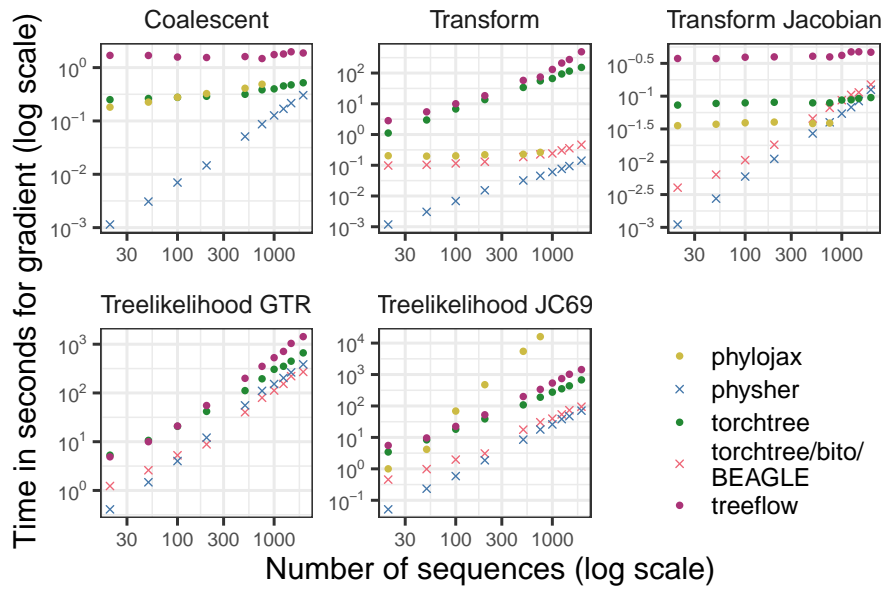 Coalescent
Transform
Transform Jacobian
10^0
10^−1
10^−2
10^−3
30 100 300 1000
10^2
10^1
10^0
10^−1
10^−2
10^−3
30 100 300 1000
10^−0.5
10^−1
10^−1.5
10^−2
10^−2.5
10^−3
30 100 300 1000
Treelikelihood GTR
Treelikelihood JC69
10^3
10^2
10^1
10^0
30 100 300 1000
10^4
10^3
10^2
10^1
10^0
10^−1
30 100 300 1000
phylojax
physher
torchtree
torchtree/bito/
BEAGLE
treeflow
Time in seconds for gradient (log scale)
Number of sequences (log scale)